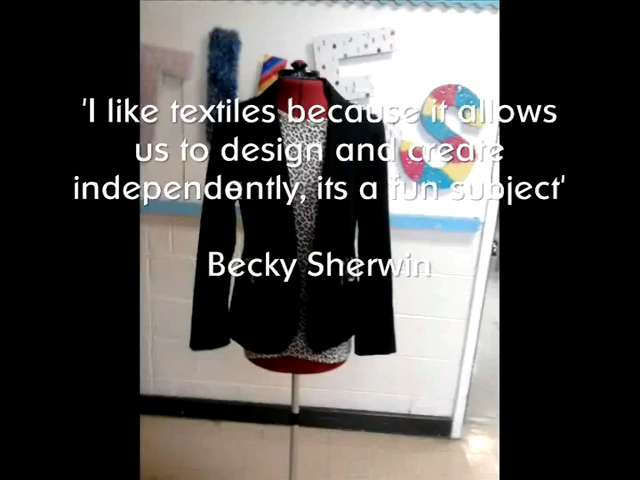 'I like textiles because it allows
us to design and create
independently, its a fun subject'
Becky Sherwin